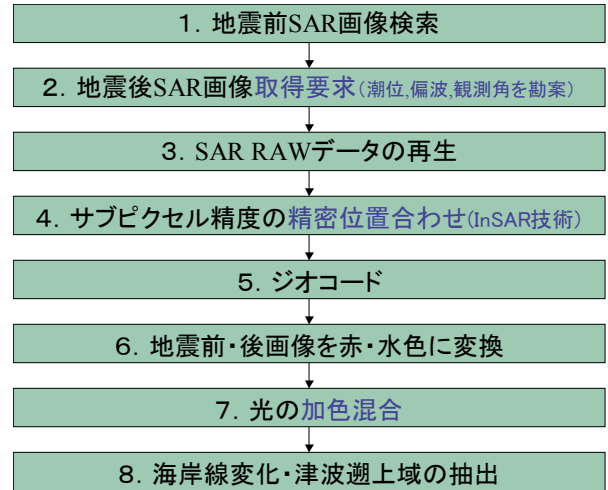 1. 地震前SAR画像検索
2. 地震後SAR画像取得要求(潮位,偏波,観測角を勘案)
3. SAR RAWデータの再生
4. サブピクセル精度の精密位置合わせ(InSAR技術)
5. ジオコード
6. 地震前・後画像を赤・水色に変換
7. 光の加色混合
8. 海岸線変化・津波遡上域の抽出